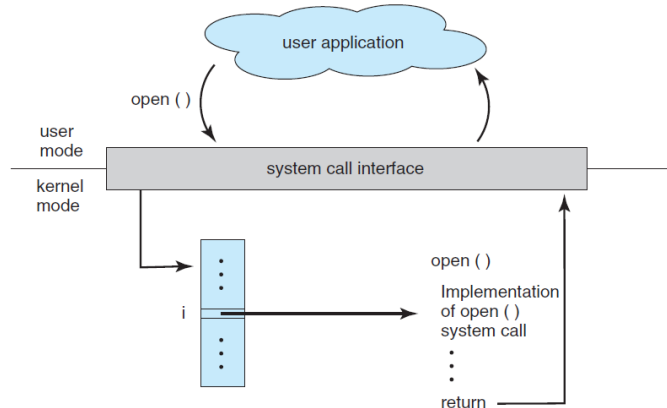 user application
open ( )
user
mode
system call interface
kernel
mode
open ( )
i
Implementation
of open ( )
system call
return